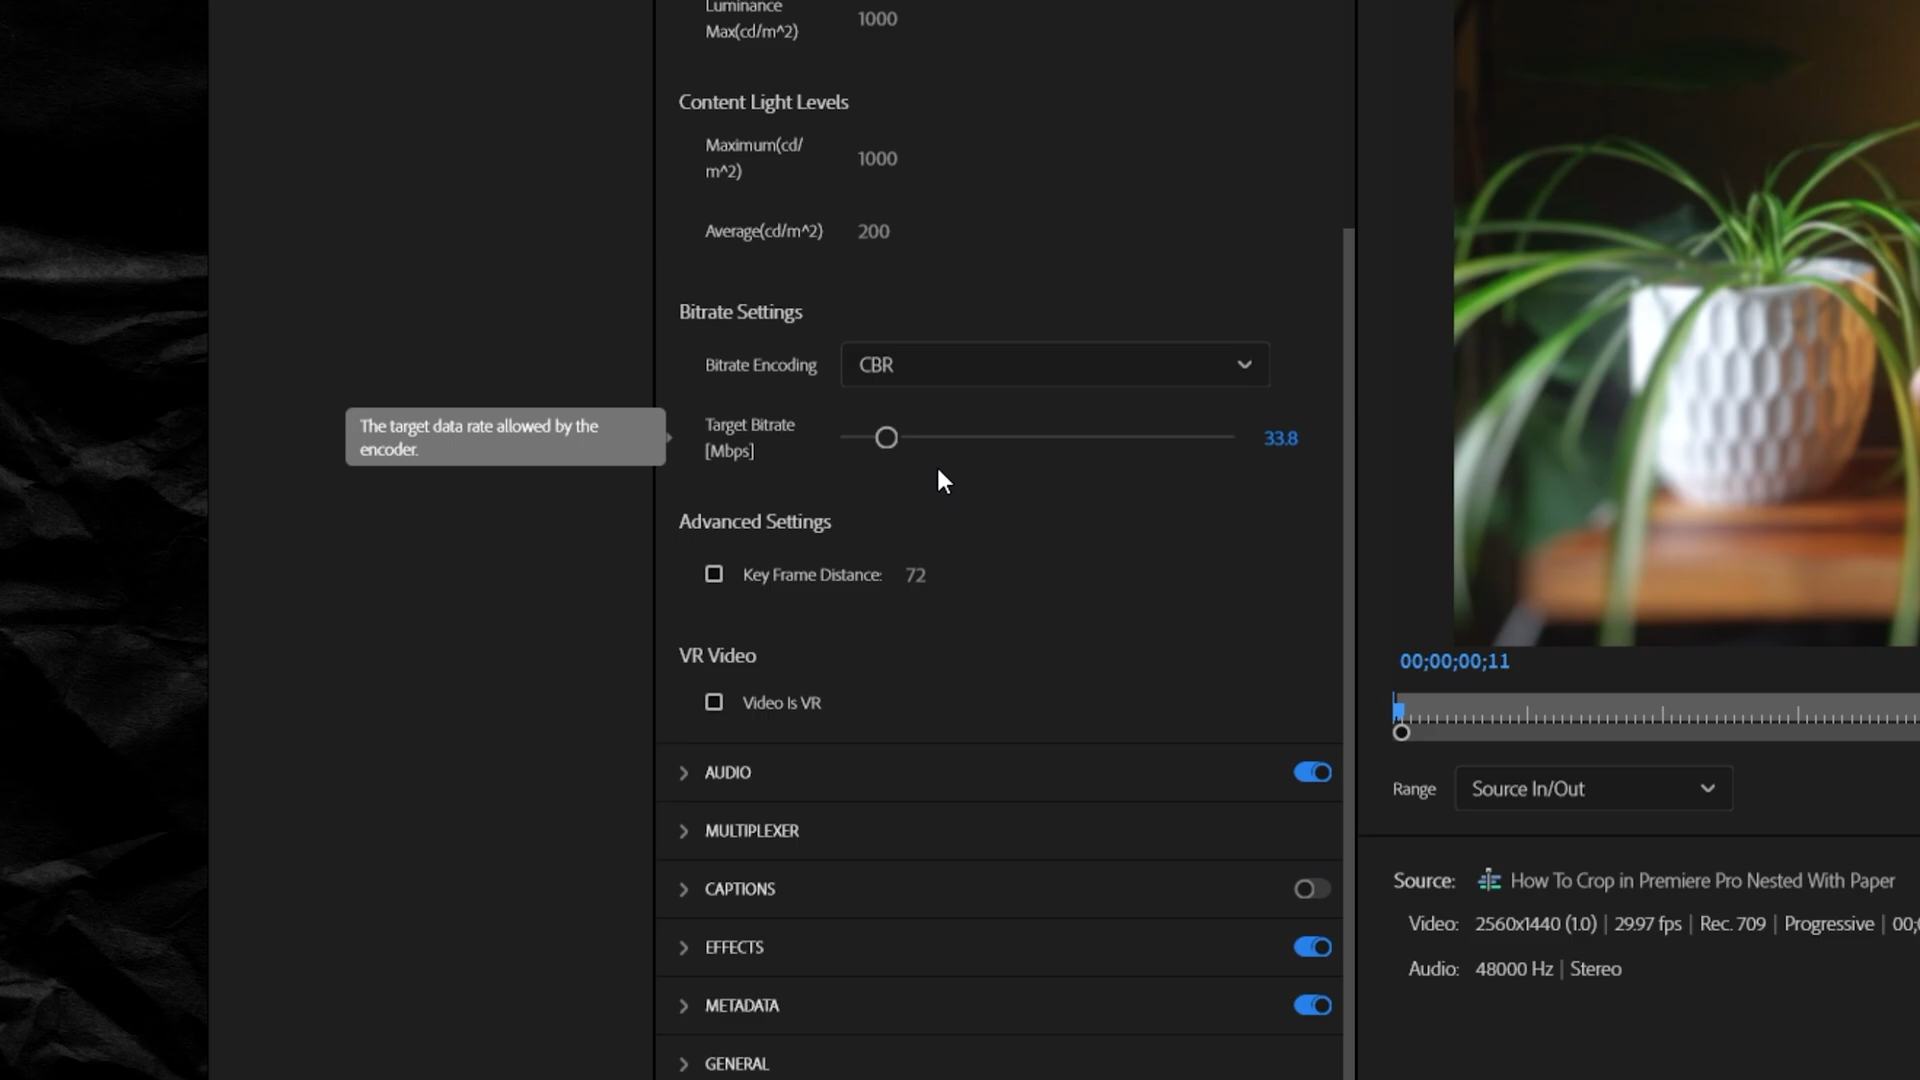 Luminance
Max(cd/m^2)
1000
Content Light Levels
Maximum(cd/
m^2)
1000
Average(cd/m^2)
200
Bitrate Settings
Bitrate Encoding
CBR
The target data rate allowed by the
encoder.
Target Bitrate
[Mbps]
33.8
Advanced Settings
Key Frame Distance:
72
VR Video
Video Is VR
AUDIO
MULTIPLEXER
CAPTIONS
EFFECTS
METADATA
GENERAL
00;00;00;11
Range
Source In/Out
Source:
How To Crop in Premiere Pro Nested With Paper
Video:
2560x1440 (1.0) | 29.97 fps | Rec. 709 | Progressive | 00;
Audio:
48000 Hz | Stereo